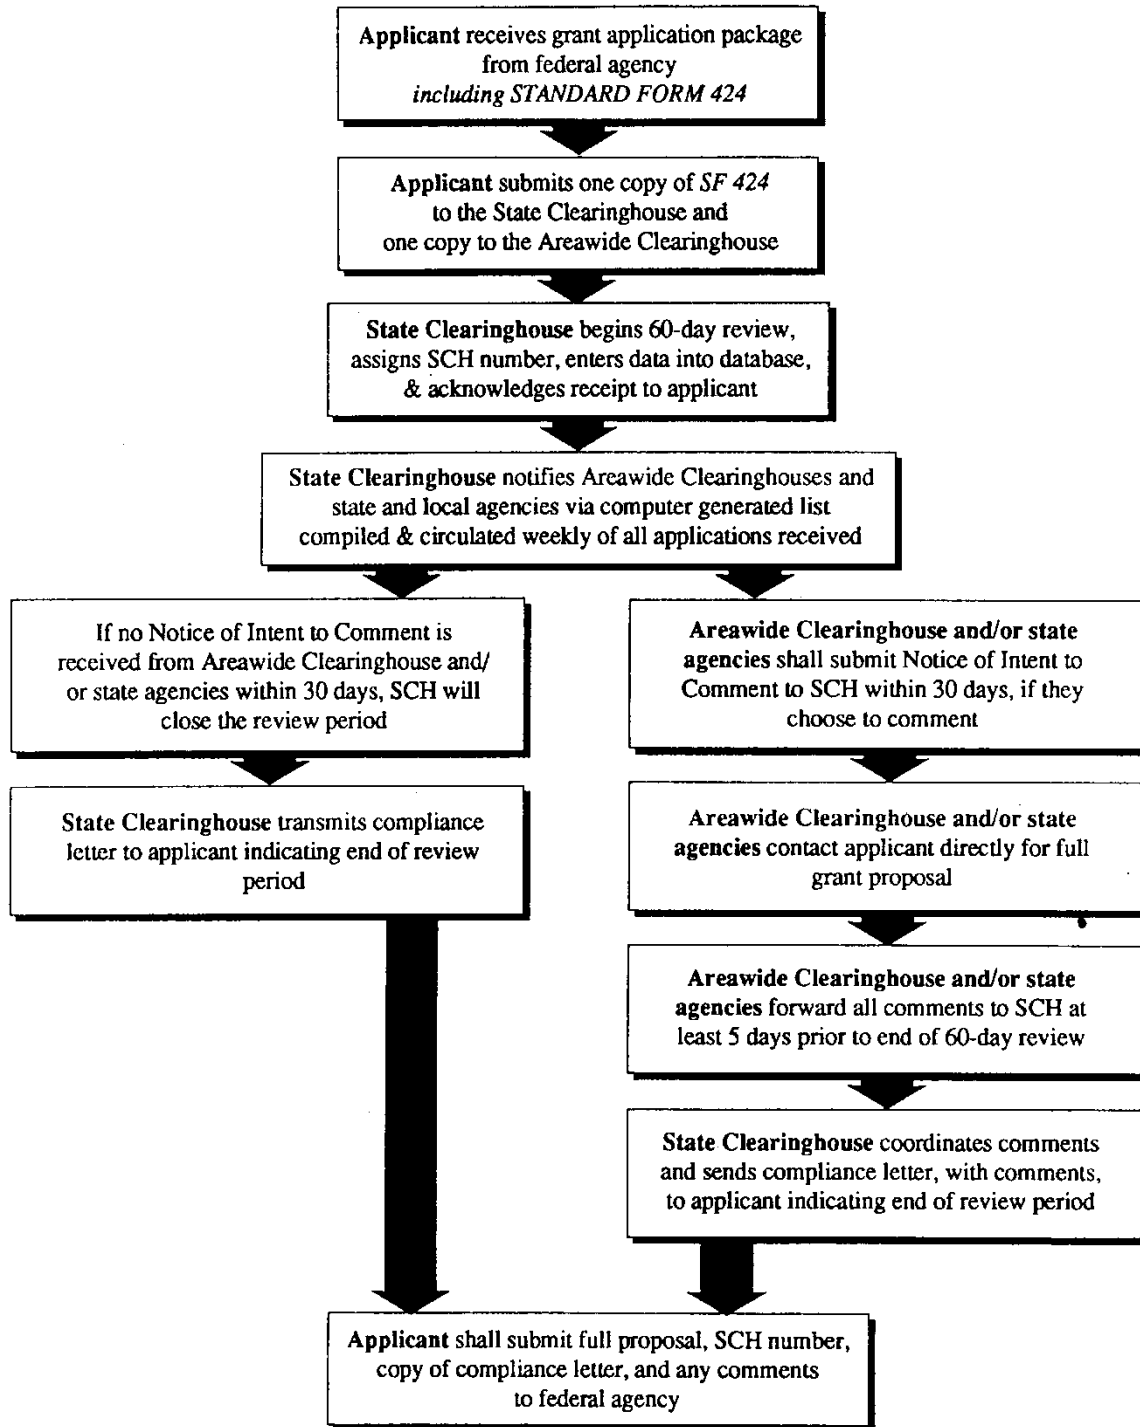 Applicant receives grant application package
from federal agency
including STANDARD FORM 424
Applicant submits one copy of SF 424
to the State Clearinghouse and
one copy to the Areawide Clearinghouse
State Clearinghouse begins 60-day review,
assigns SCH number, enters data into database,
& acknowledges receipt to applicant
State Clearinghouse notifies Areawide Clearinghouses and
state and local agencies via computer generated list
compiled & circulated weekly of all applications received
If no Notice of Intent to Comment is
received from Areawide Clearinghouse and/
or state agencies within 30 days, SCH will
close the review period
State Clearinghouse transmits compliance
letter to applicant indicating end of review
period
Areawide Clearinghouse and/or state
agencies shall submit Notice of Intent to
Comment to SCH within 30 days, if they
choose to comment
Areawide Clearinghouse and/or state
agencies contact applicant directly for full
grant proposal
Areawide Clearinghouse and/or state
agencies forward all comments to SCH at
least 5 days prior to end of 60-day review
State Clearinghouse coordinates comments
and sends compliance letter, with comments,
to applicant indicating end of review period
Applicant shall submit full proposal, SCH number,
copy of compliance letter, and any comments
to federal agency